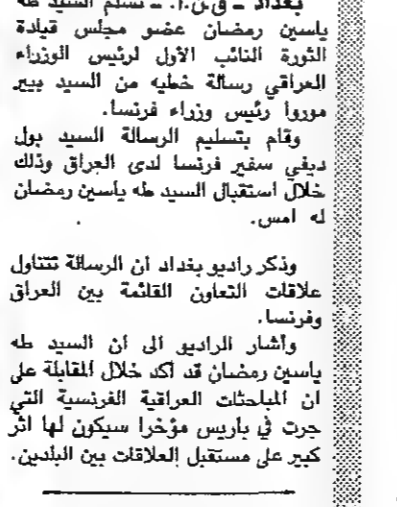 بغداد – ق.ن.ا. – تسلم السيد طه
ياسين رمضان عضو مجلس قيادة
الثورة النائب الأول لرئيس الوزراء
العراقي رسالة خطيه من السيد بيير
موروا رئيس وزراء فرنسا.
وقام بتسليم الرسالة السيد بول
ديفي سفير فرنسا لدى العراق وذلك
خلال استقبال السيد طه ياسين رمضان
له امس.
وذكر راديو بغداد ان الرسالة تتناول
علاقات التعاون القائمة بين العراق
وفرنسا.
وأشار الراديو الى ان السيد طه
ياسين رمضان قد أكد خلال المقابلة على
ان المباحثات العراقية الفرنسية التي
جرت في باريس مؤخرا سيكون لها اثر
كبير على مستقبل العلاقات بين البلدين.